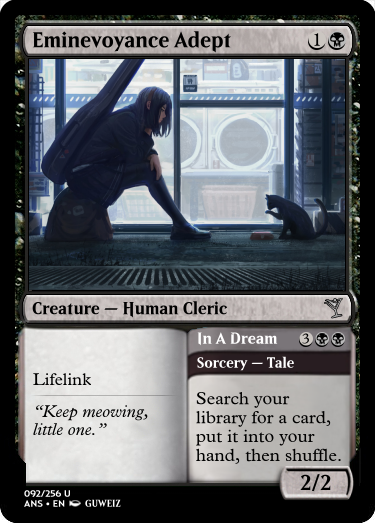 Eminevoyance Adept 1
Creature — Human Cleric
In A Dream 3
Sorcery — Tale
Lifelink
“Keep meowing,
little one.”
Search your
library for a card,
put it into your
hand, then shuffle.
2/2
092/256 U
ANS • EN GUWEIZ